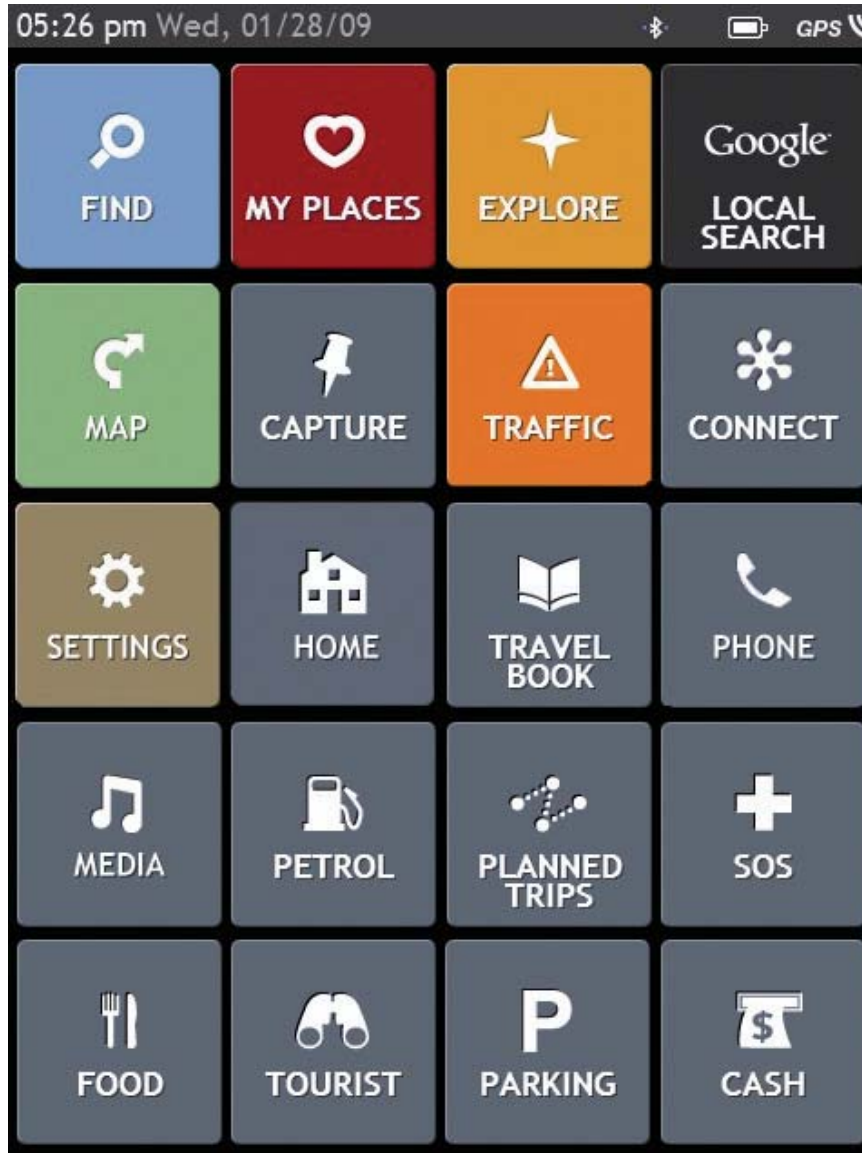 05:26 pm Wed, 01/28/09 GPS
FIND
MY PLACES
EXPLORE
Google
LOCAL
SEARCH
MAP
CAPTURE
TRAFFIC
CONNECT
SETTINGS
HOME
TRAVEL
BOOK
PHONE
MEDIA
PETROL
PLANNED
TRIPS
SOS
FOOD
TOURIST
P
PARKING
$
CASH